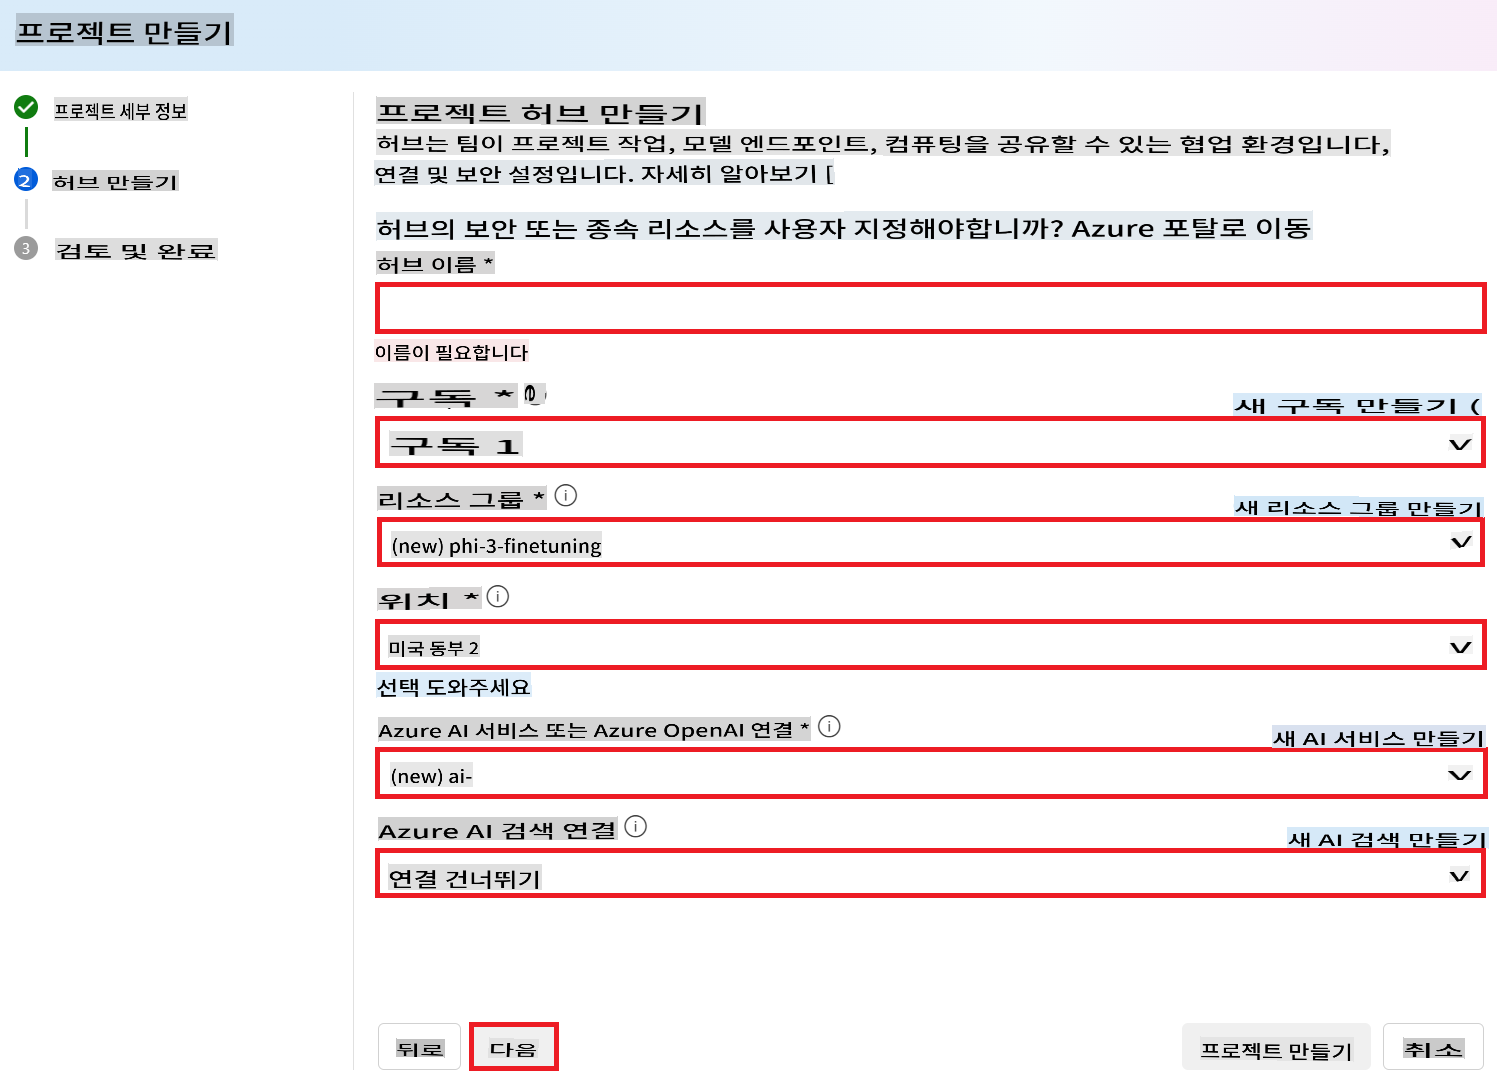 프로젝트 만들기
프로젝트 세부 정보
2 허브 만들기
3 검토 및 완료
프로젝트 허브 만들기
허브는 팀이 프로젝트 작업, 모델 엔드포인트, 컴퓨팅을 공유할 수 있는 협업 환경입니다,
연결 및 보안 설정입니다. 자세히 알아보기 [
허브의 보안 또는 종속 리소스를 사용자 지정해야합니까? Azure 포탈로 이동
허브 이름 *
이름이 필요합니다
구독 *
새 구독 만들기 (
구독 1
리소스 그룹 *
새 리소스 그룹 만들기
(new) phi-3-finetuning
위치 *
미국 동부 2
선택 도와주세요
Azure AI 서비스 또는 Azure OpenAI 연결 *
새 AI 서비스 만들기
(new) ai-
Azure AI 검색 연결
새 AI 검색 만들기
연결 건너뛰기
뒤로 다음 프로젝트 만들기 취소